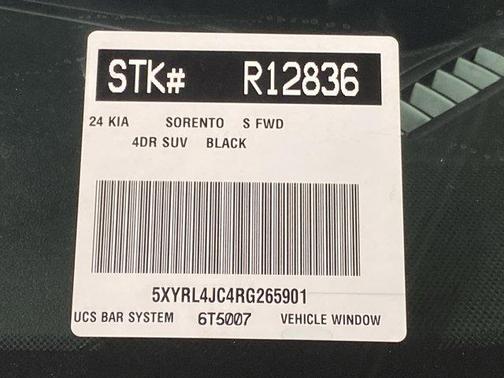 STK# R12836
24 KIA SORENTO S FWD
4DR SUV BLACK
5XYRL4JC4RG265901
UCS BAR SYSTEM 6T5007 VEHICLE WINDOW